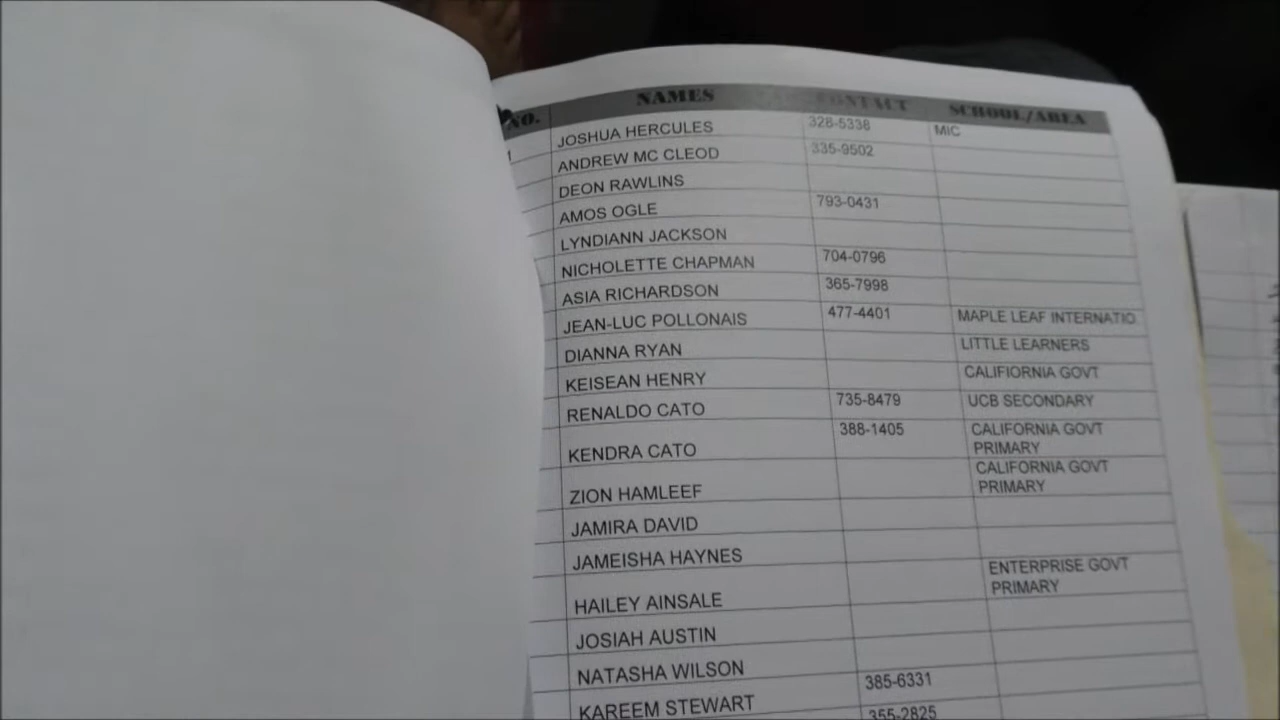 NO. NAMES CONTACT SCHOOL/AREA
1 JOSHUA HERCULES 328-5338 MIC
ANDREW MC CLEOD 335-9502
DEON RAWLINS
AMOS OGLE 793-0431
LYNDIANN JACKSON
NICHOLETTE CHAPMAN 704-0796
ASIA RICHARDSON 365-7998
JEAN-LUC POLLONAIS 477-4401 MAPLE LEAF INTERNATIO
DIANNA RYAN LITTLE LEARNERS
KEISEAN HENRY CALIFIORNIA GOVT
RENALDO CATO 735-8479 UCB SECONDARY
KENDRA CATO 388-1405 CALIFORNIA GOVT
PRIMARY
ZION HAMLEEF CALIFORNIA GOVT
PRIMARY
JAMIRA DAVID
JAMEISHA HAYNES
HAILEY AINSALE ENTERPRISE GOVT
PRIMARY
JOSIAH AUSTIN
NATASHA WILSON
KAREEM STEWART 385-6331
355-2825